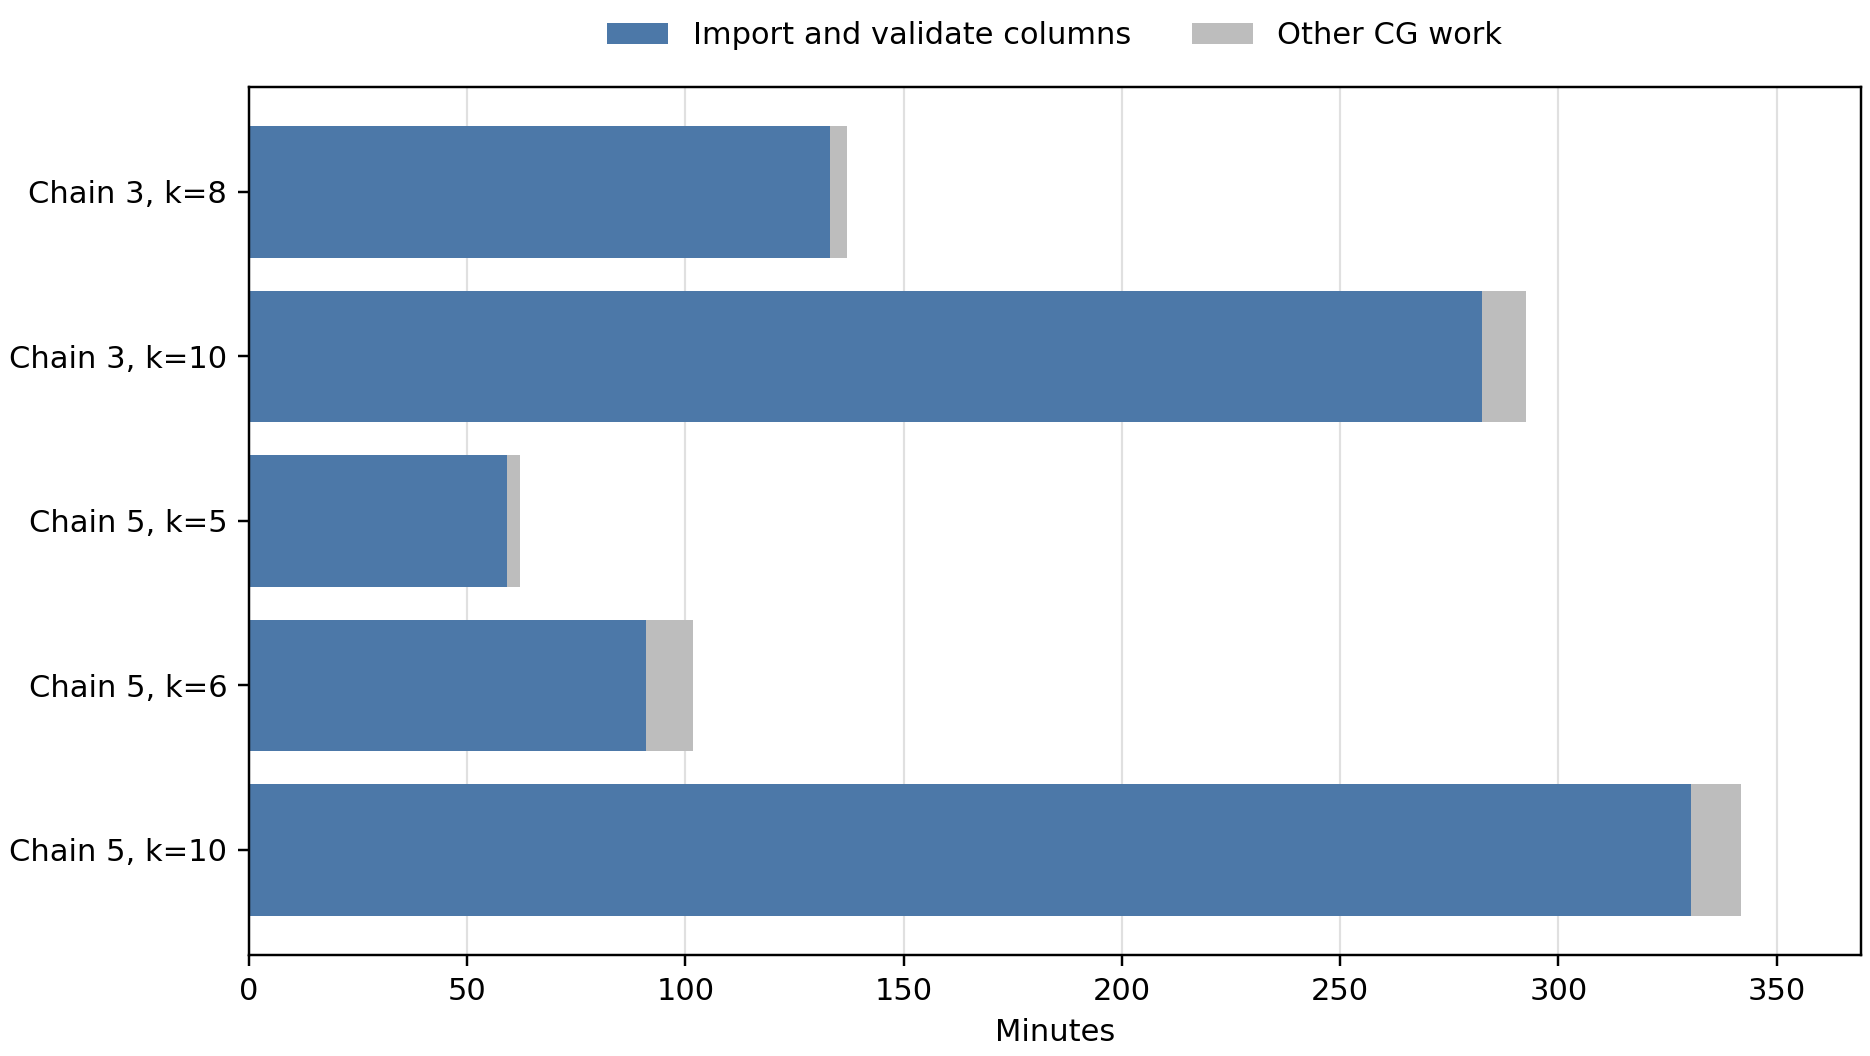 Import and validate columns Other CG work
Chain 3, k=8
Chain 3, k=10
Chain 5, k=5
Chain 5, k=6
Chain 5, k=10
0 50 100 150 200 250 300 350
Minutes